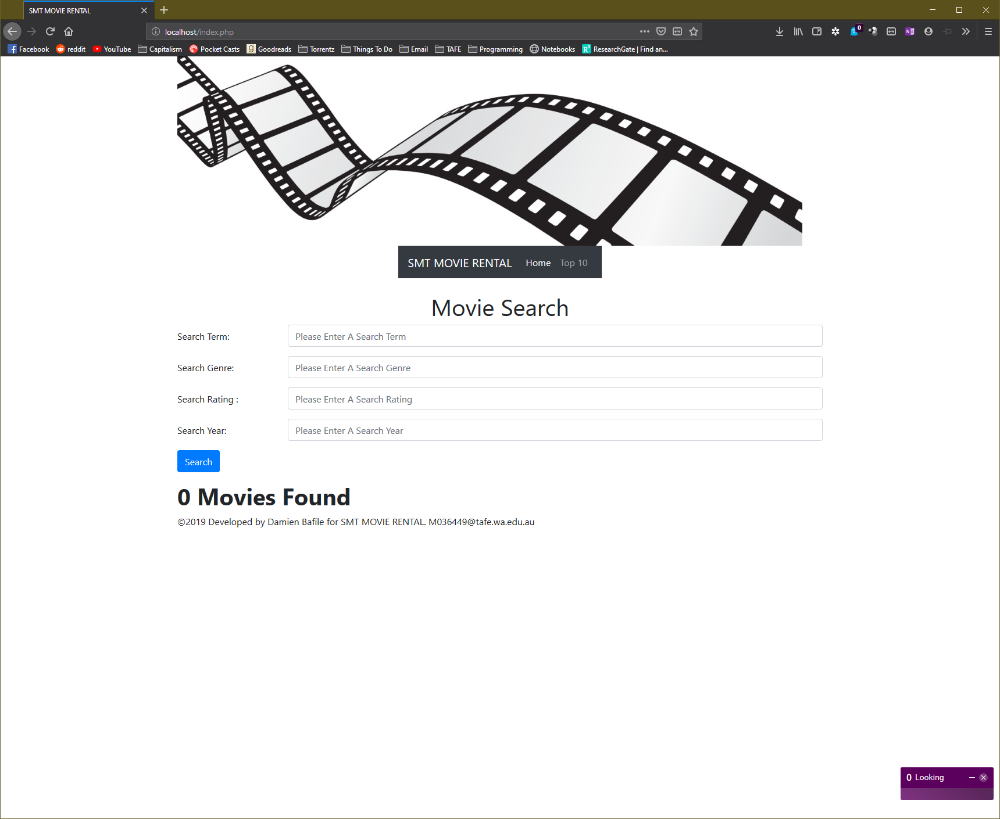 SMT MOVIE RENTAL
localhost/index.php
0
Facebook reddit YouTube Capitalism Pocket Casts Goodreads Torrentz Things To Do Email TAFE Programming Notebooks ResearchGate | Find an...
SMT MOVIE RENTAL Home Top 10
Movie Search
Search Term: Please Enter A Search Term
Search Genre: Please Enter A Search Genre
Search Rating : Please Enter A Search Rating
Search Year: Please Enter A Search Year
Search
0 Movies Found
©2019 Developed by Damien Bafile for SMT MOVIE RENTAL. M036449@tafe.wa.edu.au
0 Looking